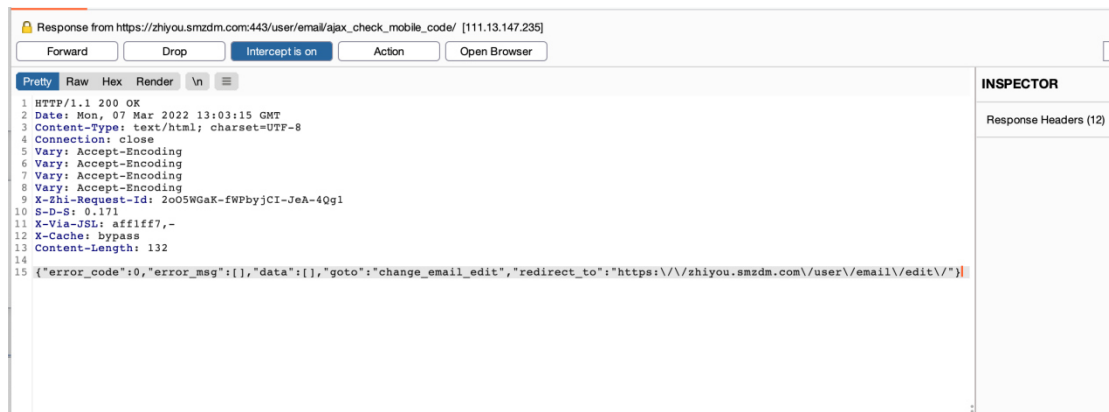 Response from https://zhiyou.smzdm.com:443/user/email/ajax_check_mobile_code/ [111.13.147.235]
Forward Drop Intercept is on Action Open Browser
Pretty Raw Hex Render \n ≡
INSPECTOR
Response Headers (12)
1 HTTP/1.1 200 OK
2 Date: Mon, 07 Mar 2022 13:03:15 GMT
3 Content-Type: text/html; charset=UTF-8
4 Connection: close
5 Vary: Accept-Encoding
6 Vary: Accept-Encoding
7 Vary: Accept-Encoding
8 Vary: Accept-Encoding
9 X-Zhi-Request-Id: 2oO5WGaK-fWPbyjCI-JeA-4Qg1
10 S-D-S: 0.171
11 X-Via-JSL: aff1ff7,-
12 X-Cache: bypass
13 Content-Length: 132
14
15 {"error_code":0,"error_msg":[],"data":[],"goto":"change_email_edit","redirect_to":"https:\/\/zhiyou.smzdm.com\/user\/email\/edit\/"}